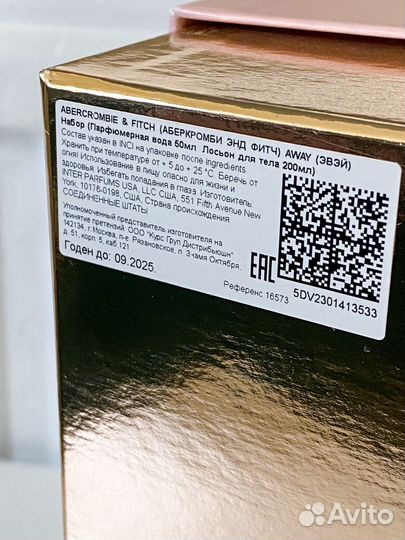 ABERCROMBIE & FITCH (АБЕРКРОМБИ ЭНД ФИТЧ) AWAY (ЭВЭЙ)
Набор (Парфюмерная вода 50мл Лосьон для тела 200мл)
Состав указан в INCI на упаковке после ingredients
Хранить при температуре от + 5 до + 25 °С. Беречь от
огня! Использование в пищу опасно для жизни и
здоровья. Избегать попадания в глаза. Изготовитель:
INTER PARFUMS USA, LLC США, 551 Fifth Avenue New
York, 10176-0198, США. Страна происхождения
СОЕДИНЕННЫЕ ШТАТЫ
Уполномоченный представитель изготовителя на
принятие претензий: ООО "Курс Груп Дистрибьюшн"
142134, г. Москва, п-е. Рязановское, п. Знамя Октября,
д. 51, корп 5, каб 121
Годен до: 09.2025.
EAC
Референс 16573
5DV2301413533
Avito